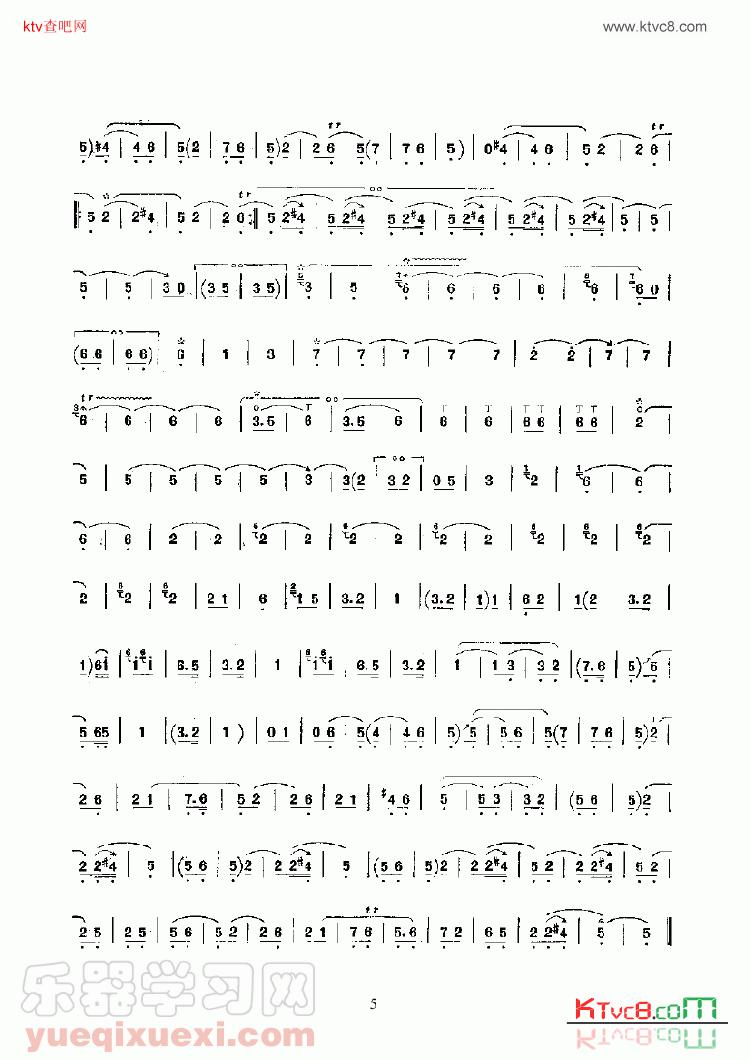 ktv查吧网
www.ktvc8.com
5) #4 | 4 6 | 5(2 | 7 6 | 5)2 | 2 6 5(7 | 7 6 | 5) | 0 #4 | 4 6 | 5 2 | 2 6
5 2 | 2 #4 | 5 2 | 2 0 :‖ 5 2 #4 | 5 2 #4 | 5 2 #4 | 5 2 #4 | 5 2 #4 | 5 2 #4 | 5 | 5
5 | 5 | 3 0 | (3 5 | 3 5) | 3 | 5 | 6 | 6 | 6 | 6 | 6 | 6 0
(6 6 | 6 6) | 6 | 1 | 3 | 7 | 7 | 7 | 7 | 7 | 2 | 2 | 7 | 7
6 | 6 | 6 | 6 | 3.5 | 6 | 3.5 | 6 | 6 | 6 | 6 6 | 6 6 | 2
5 | 5 | 5 | 5 | 5 | 5 | 3 | 3(2 | 3 2) | 0 5 | 3 | 2 | 6 | 6
6 | 6 | 2 | 2 | 2 | 2 | 2 | 2 | 2 | 2 | 2 | 2 | 2
2 | 2 | 2 | 2 1 | 6 | 1 5 | 3.2 | 1 | (3.2 | 1)1 | 6 2 | 1(2 3.2
1)6i | i i | 6.5 | 3.2 | 1 | i i | 6.5 | 3.2 | 1 | 1 3 | 3 2 | (7.6 | 5) 6
5 65 | 1 | (3.2 | 1 ) | 0 1 | 0 6 | 5(4 | 4 6 | 5) 5 | 5 6 | 5(7 | 7 6 | 5)2
2 6 | 2 1 | 7.6 | 5 2 | 2 6 | 2 1 | #4 6 | 5 | 5 3 | 3 2 | (5 6 | 5)2
2 2#4 | 5 | (5 6 | 5)2 | 2 2#4 | 5 | (5 6 | 5)2 | 2 2#4 | 5 2 | 2 2#4 | 5 2
2 5 | 2 5 | 5 6 | 5 2 | 2 6 | 2 1 | 7 6 | 5.6 | 7 2 | 6 5 | 2 2#4 | 5 | 5 ‖
乐器学习网
yueqixuexi.com
5
KTvc8.com